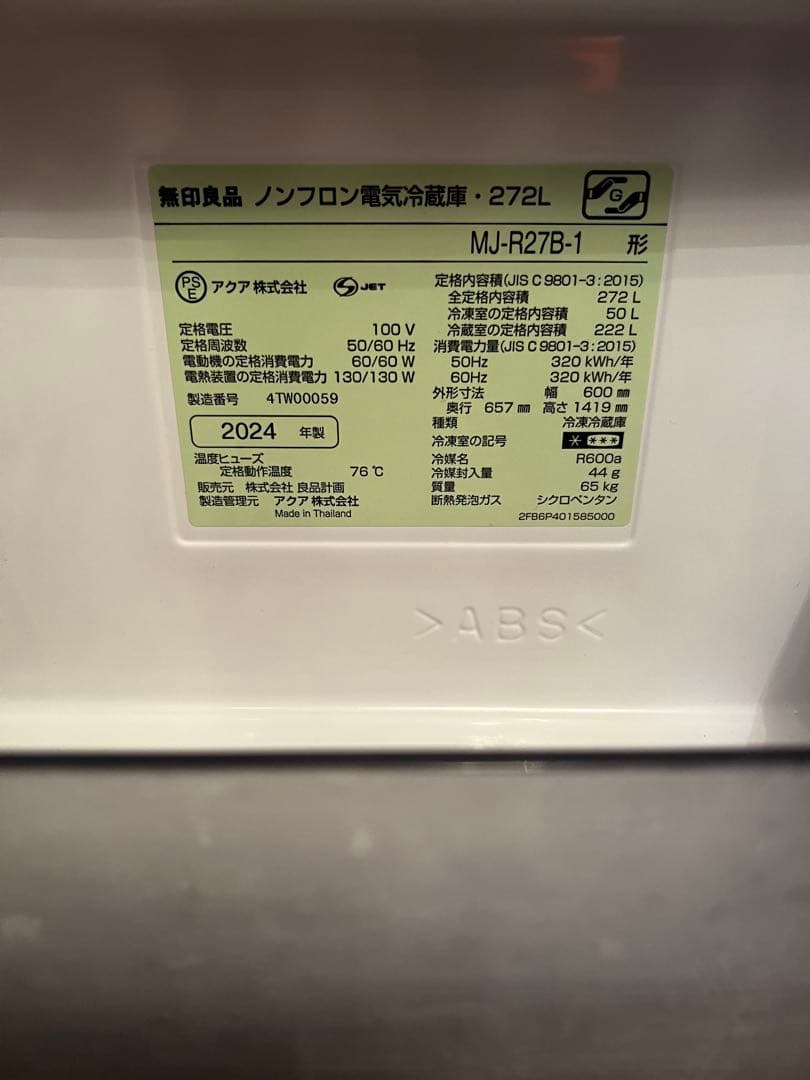 無印良品 ノンフロン電気冷蔵庫・272L
G
MJ-R27B-1 形
PSE アクア株式会社 S JET
定格電圧 100 V
定格周波数 50/60 Hz
電動機の定格消費電力 60/60 W
電熱装置の定格消費電力 130/130 W
製造番号 4TW00059
2024 年製
温度ヒューズ
定格動作温度 76 ℃
販売元 株式会社 良品計画
製造管理元 アクア 株式会社
Made in Thailand
定格内容積(JIS C 9801-3:2015)
全定格内容積 272 L
冷凍室の定格内容積 50 L
冷蔵室の定格内容積 222 L
消費電力量(JIS C 9801-3:2015)
50Hz 320 kWh/年
60Hz 320 kWh/年
外形寸法 幅 600 ㎜
奥行 657 ㎜ 高さ 1419 ㎜
種類 冷凍冷蔵庫
冷凍室の記号 * ***
冷媒名 R600a
冷媒封入量 44 g
質量 65 kg
断熱発泡ガス シクロペンタン
2FB6P401585000
>ABS<